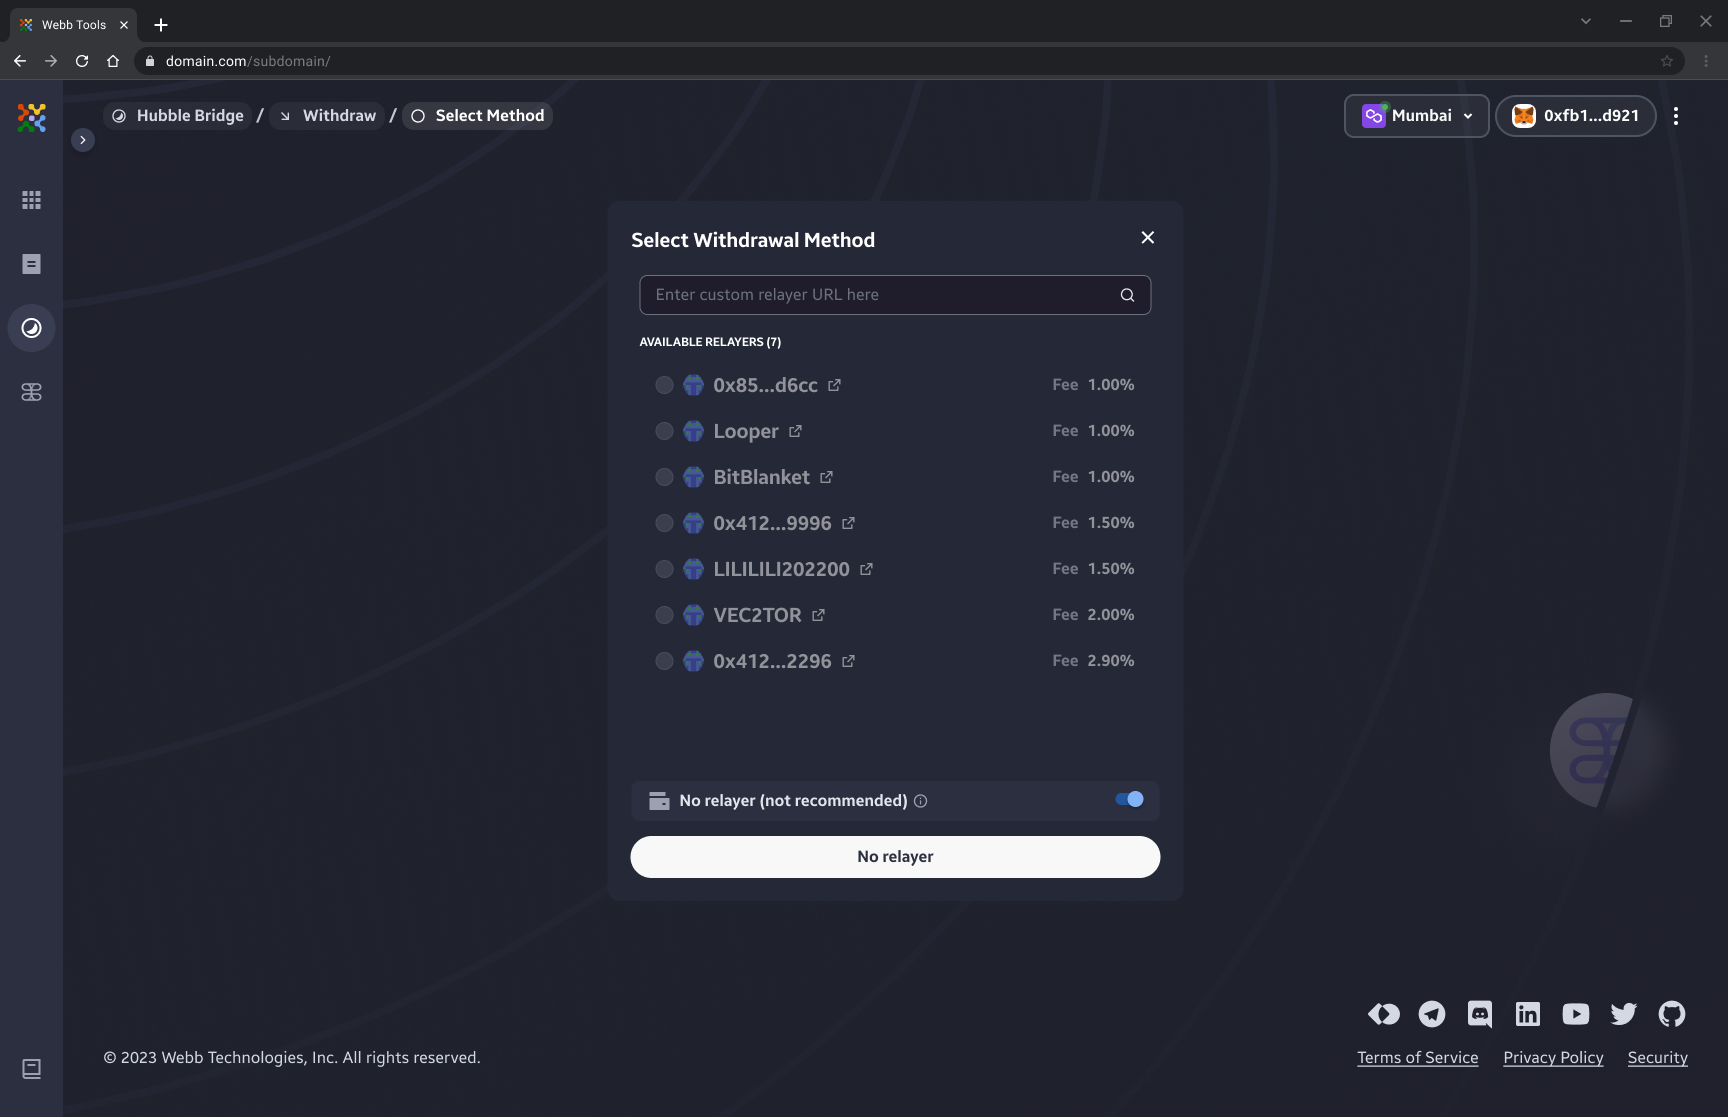 Webb Tools
domain.com/subdomain/
Hubble Bridge / Withdraw / Select Method
Mumbai
0xfb1...d921
Select Withdrawal Method
Enter custom relayer URL here
AVAILABLE RELAYERS (7)
0x85...d6cc Fee 1.00%
Looper Fee 1.00%
BitBlanket Fee 1.00%
0x412...9996 Fee 1.50%
LILILILI202200 Fee 1.50%
VEC2TOR Fee 2.00%
0x412...2296 Fee 2.90%
No relayer (not recommended)
No relayer
© 2023 Webb Technologies, Inc. All rights reserved.
Terms of Service Privacy Policy Security